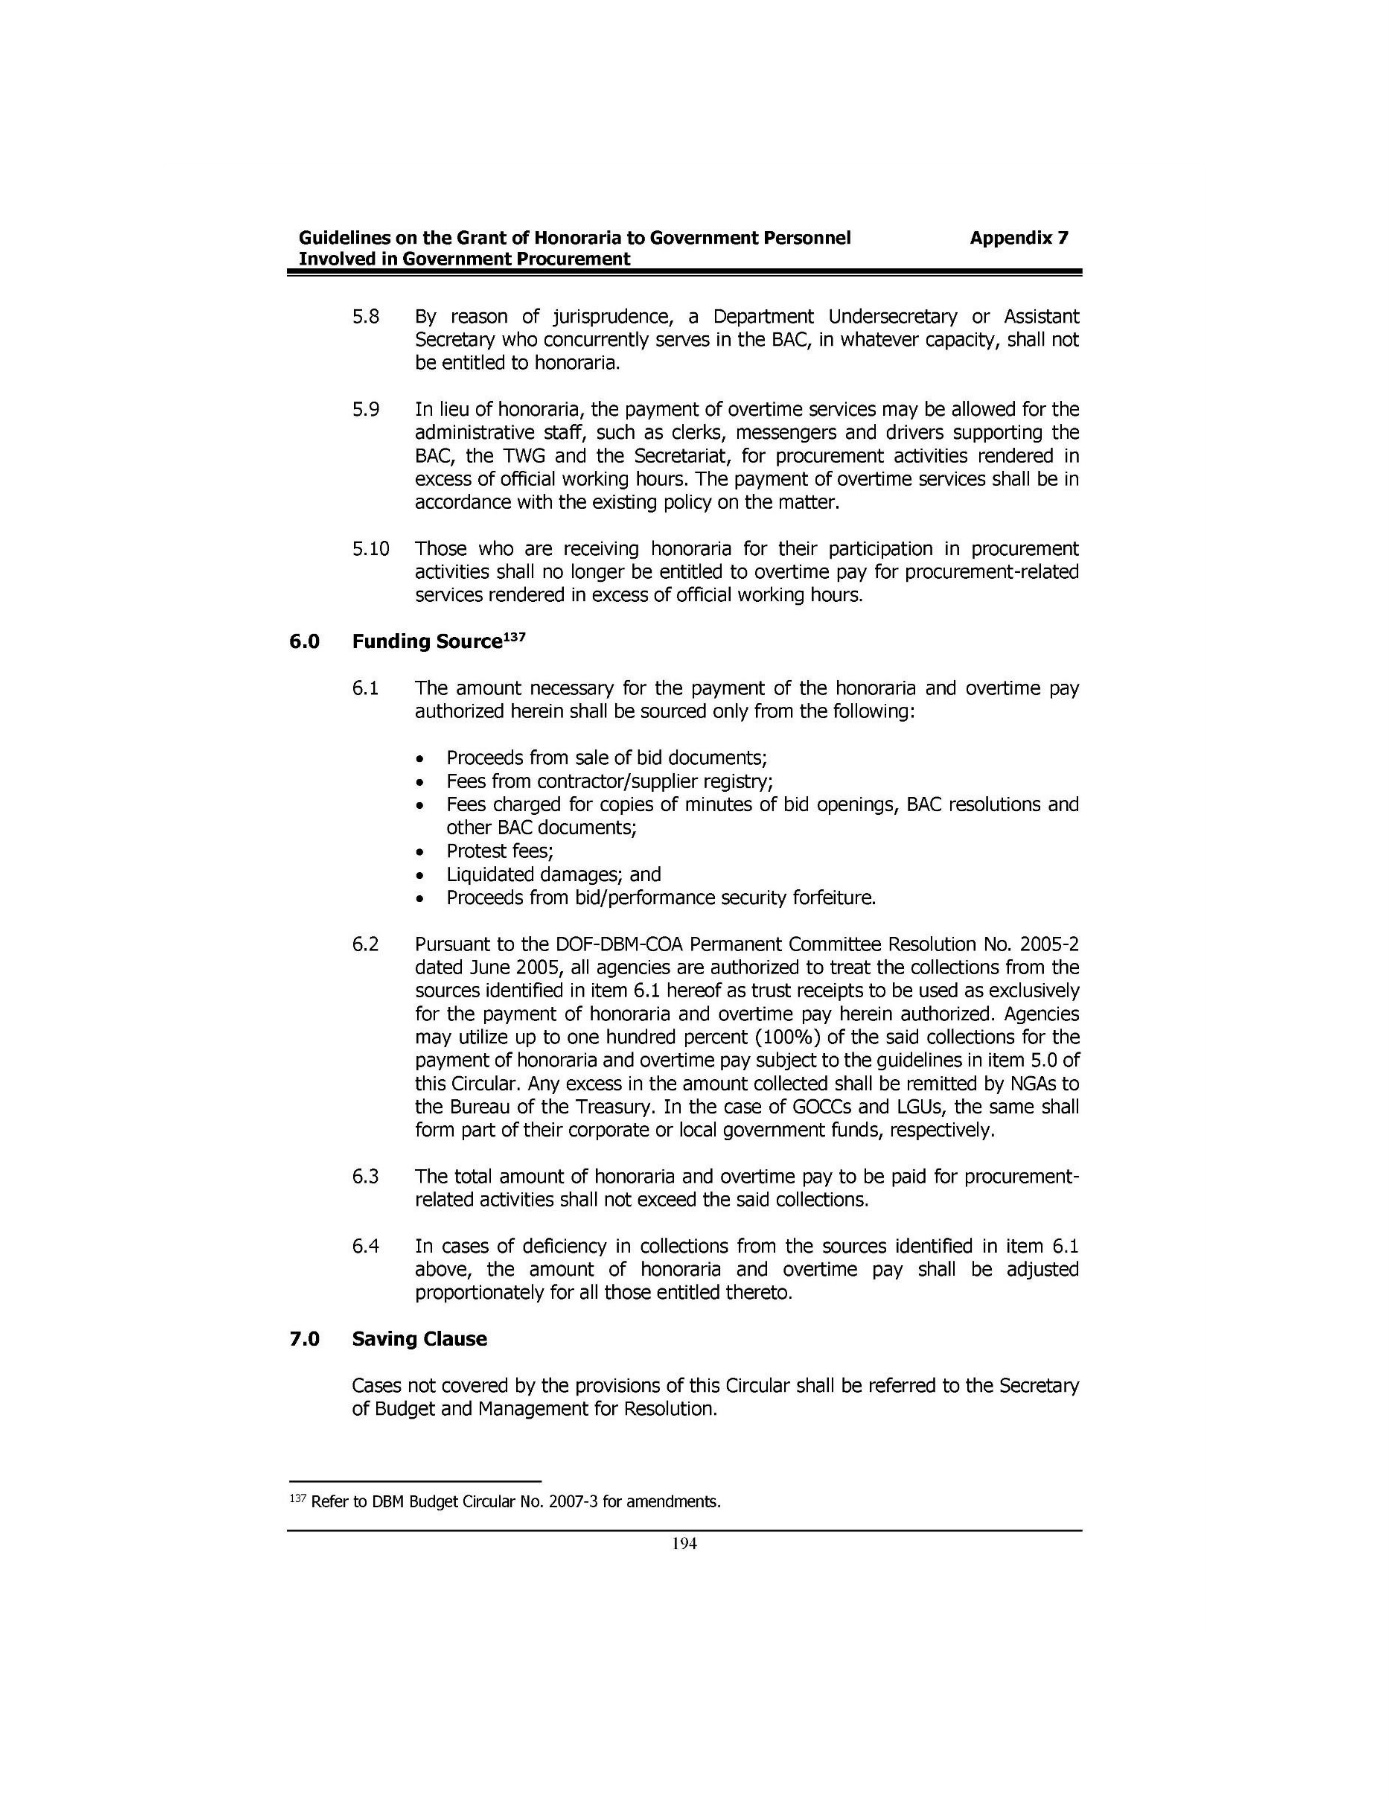 Guidelines on the Grant of Honoraria to Government Personnel Appendix 7
Involved in Government Procurement
5.8 By reason of jurisprudence, a Department Undersecretary or Assistant
Secretary who concurrently serves in the BAC, in whatever capacity, shall not
be entitled to honoraria.
5.9 In lieu of honoraria, the payment of overtime services may be allowed for the
administrative staff, such as clerks, messengers and drivers supporting the
BAC, the TWG and the Secretariat, for procurement activities rendered in
excess of official working hours. The payment of overtime services shall be in
accordance with the existing policy on the matter.
5.10 Those who are receiving honoraria for their participation in procurement
activities shall no longer be entitled to overtime pay for procurement-related
services rendered in excess of official working hours.
6.0 Funding Source137
6.1 The amount necessary for the payment of the honoraria and overtime pay
authorized herein shall be sourced only from the following:
• Proceeds from sale of bid documents;
• Fees from contractor/supplier registry;
• Fees charged for copies of minutes of bid openings, BAC resolutions and
other BAC documents;
• Protest fees;
• Liquidated damages; and
• Proceeds from bid/performance security forfeiture.
6.2 Pursuant to the DOF-DBM-COA Permanent Committee Resolution No. 2005-2
dated June 2005, all agencies are authorized to treat the collections from the
sources identified in item 6.1 hereof as trust receipts to be used as exclusively
for the payment of honoraria and overtime pay herein authorized. Agencies
may utilize up to one hundred percent (100%) of the said collections for the
payment of honoraria and overtime pay subject to the guidelines in item 5.0 of
this Circular. Any excess in the amount collected shall be remitted by NGAs to
the Bureau of the Treasury. In the case of GOCCs and LGUs, the same shall
form part of their corporate or local government funds, respectively.
6.3 The total amount of honoraria and overtime pay to be paid for procurement-
related activities shall not exceed the said collections.
6.4 In cases of deficiency in collections from the sources identified in item 6.1
above, the amount of honoraria and overtime pay shall be adjusted
proportionately for all those entitled thereto.
7.0 Saving Clause
Cases not covered by the provisions of this Circular shall be referred to the Secretary
of Budget and Management for Resolution.
137 Refer to DBM Budget Circular No. 2007-3 for amendments.
194